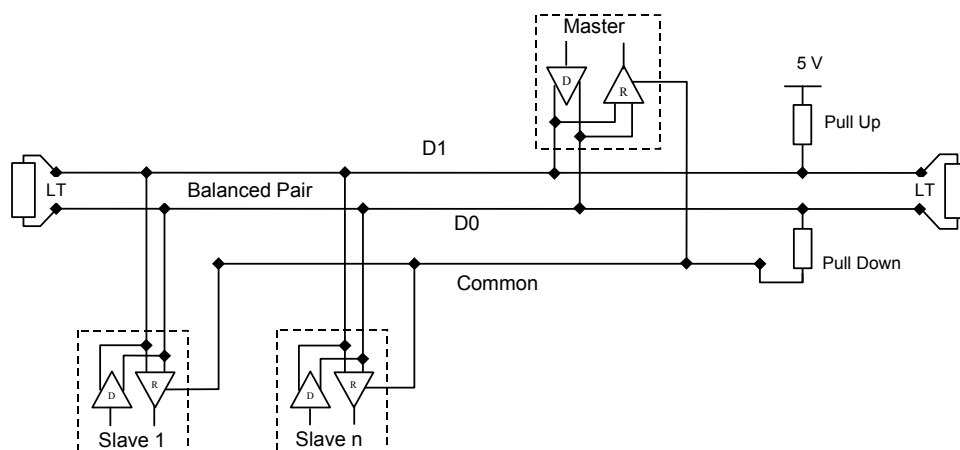 Master
D
R
5 V
Pull Up
D1
LT
Balanced Pair
LT
D0
Pull Down
Common
D
R
D
R
Slave 1
Slave n